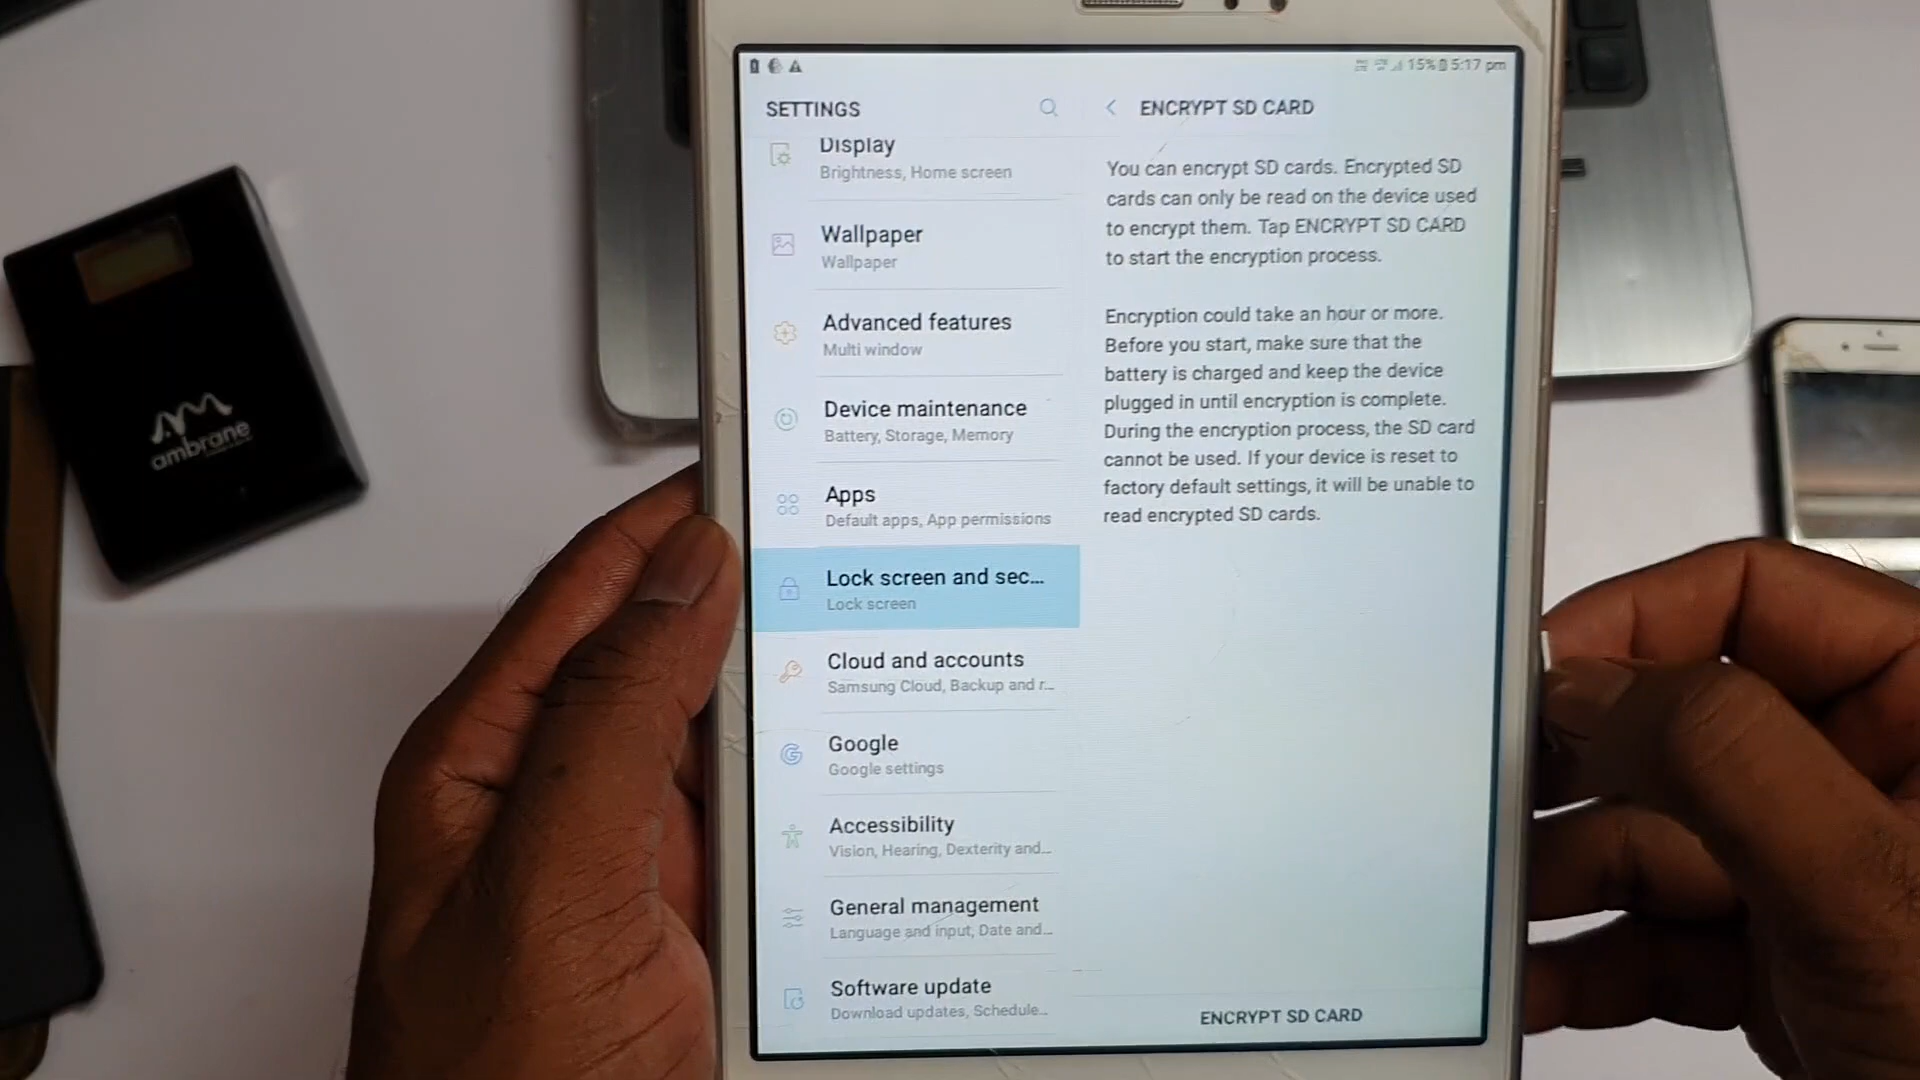 15% 5:17 pm
SETTINGS
Display
Brightness, Home screen
Wallpaper
Wallpaper
Advanced features
Multi window
Device maintenance
Battery, Storage, Memory
Apps
Default apps, App permissions
Lock screen and sec...
Lock screen
Cloud and accounts
Samsung Cloud, Backup and r...
Google
Google settings
Accessibility
Vision, Hearing, Dexterity and...
General management
Language and input, Date and...
Software update
Download updates, Schedule...
ENCRYPT SD CARD
You can encrypt SD cards. Encrypted SD
cards can only be read on the device used
to encrypt them. Tap ENCRYPT SD CARD
to start the encryption process.
Encryption could take an hour or more.
Before you start, make sure that the
battery is charged and keep the device
plugged in until encryption is complete.
During the encryption process, the SD card
cannot be used. If your device is reset to
factory default settings, it will be unable to
read encrypted SD cards.
ENCRYPT SD CARD
ambrane